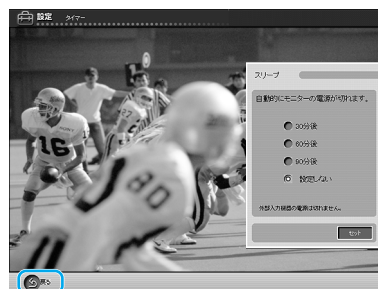 設定 タイマー
スリープ
自動的にモニターの電源が切れます。
30分後
60分後
90分後
設定しない
外部入力機器の電源は切れません。
セット
戻る
16
27
80